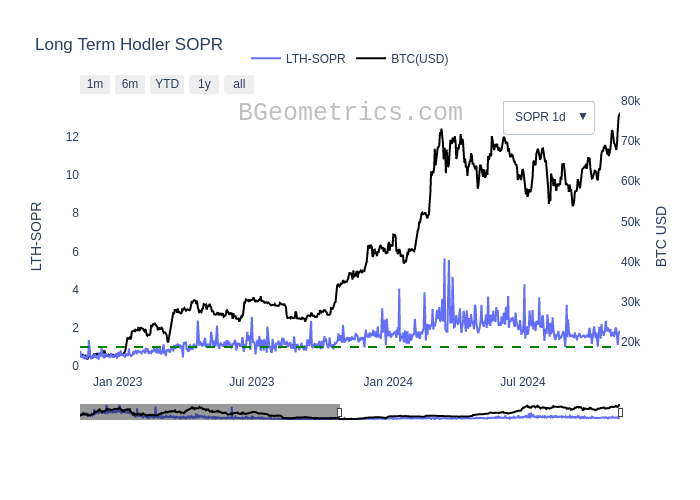 Long Term Hodler SOPR
LTH-SOPR
BTC(USD)
1m 6m YTD 1y all
BGeometrics.com
SOPR 1d ▼
80k
70k
60k
50k
40k
30k
20k
12
10
8
6
4
2
0
LTH-SOPR
BTC USD
Jan 2023
Jul 2023
Jan 2024
Jul 2024